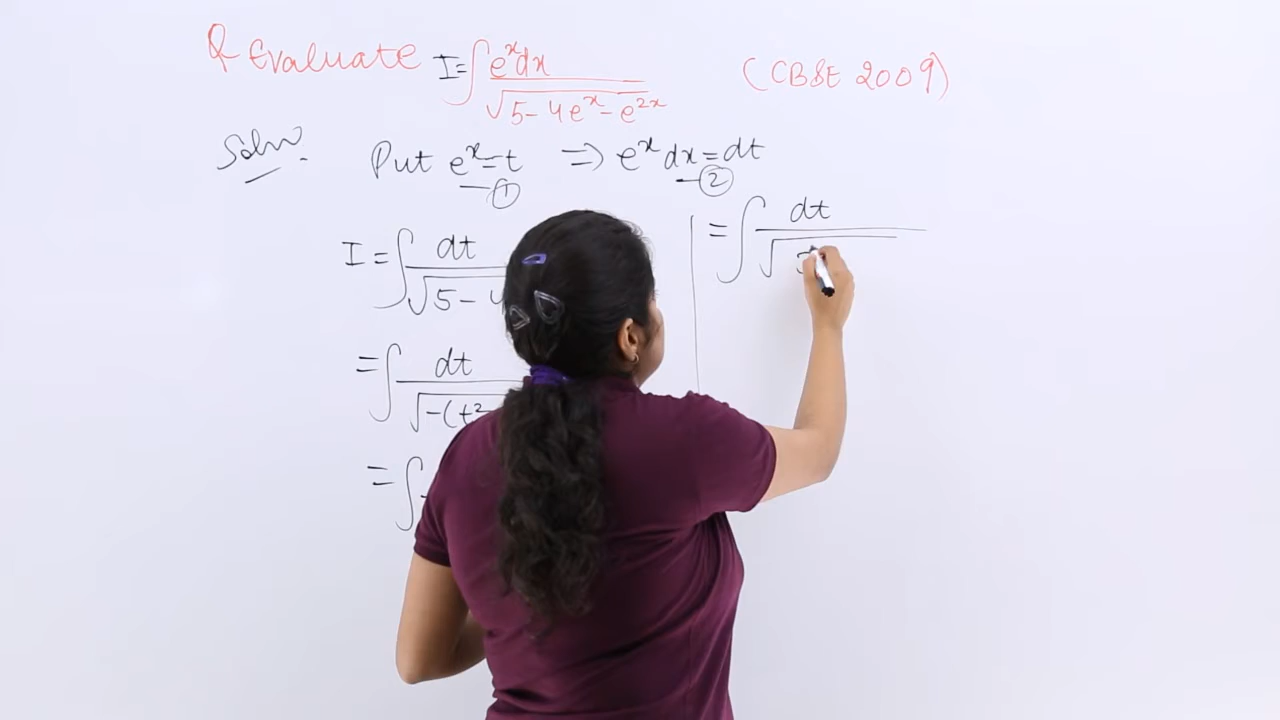 Q Evaluate I=∫ e^x dx / √(5-4e^x-e^{2x}) (CBSE 2009)
Soln. Put e^x=t —① ⇒ e^x dx=dt —②
I=∫ dt / √(5-4
=∫ dt / √(-(t²-
=∫
=∫ dt / √